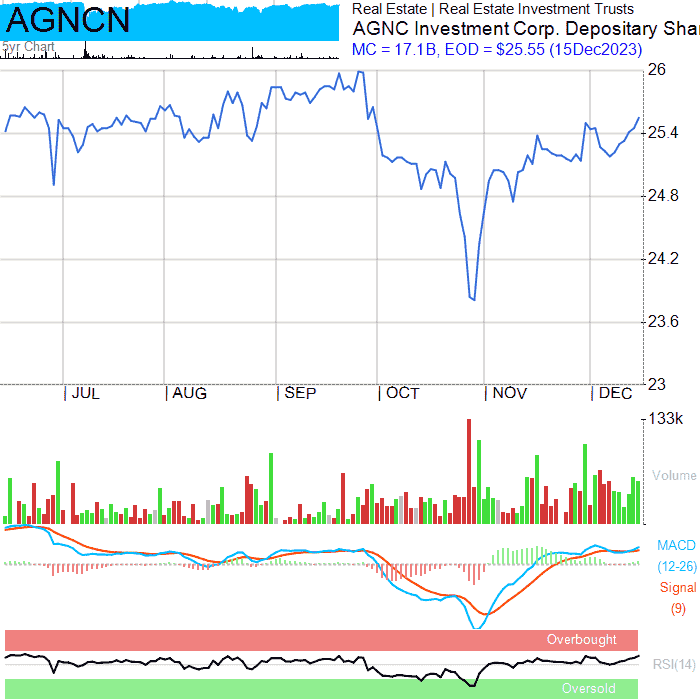 AGNCN
5yr Chart
Real Estate | Real Estate Investment Trusts
AGNC Investment Corp. Depositary Shar
MC = 17.1B, EOD = $25.55 (15Dec2023)
26
25.4
24.8
24.2
23.6
23
JUL
AUG
SEP
OCT
NOV
DEC
133k
Volume
MACD
(12-26)
Signal
(9)
Overbought
RSI(14)
Oversold